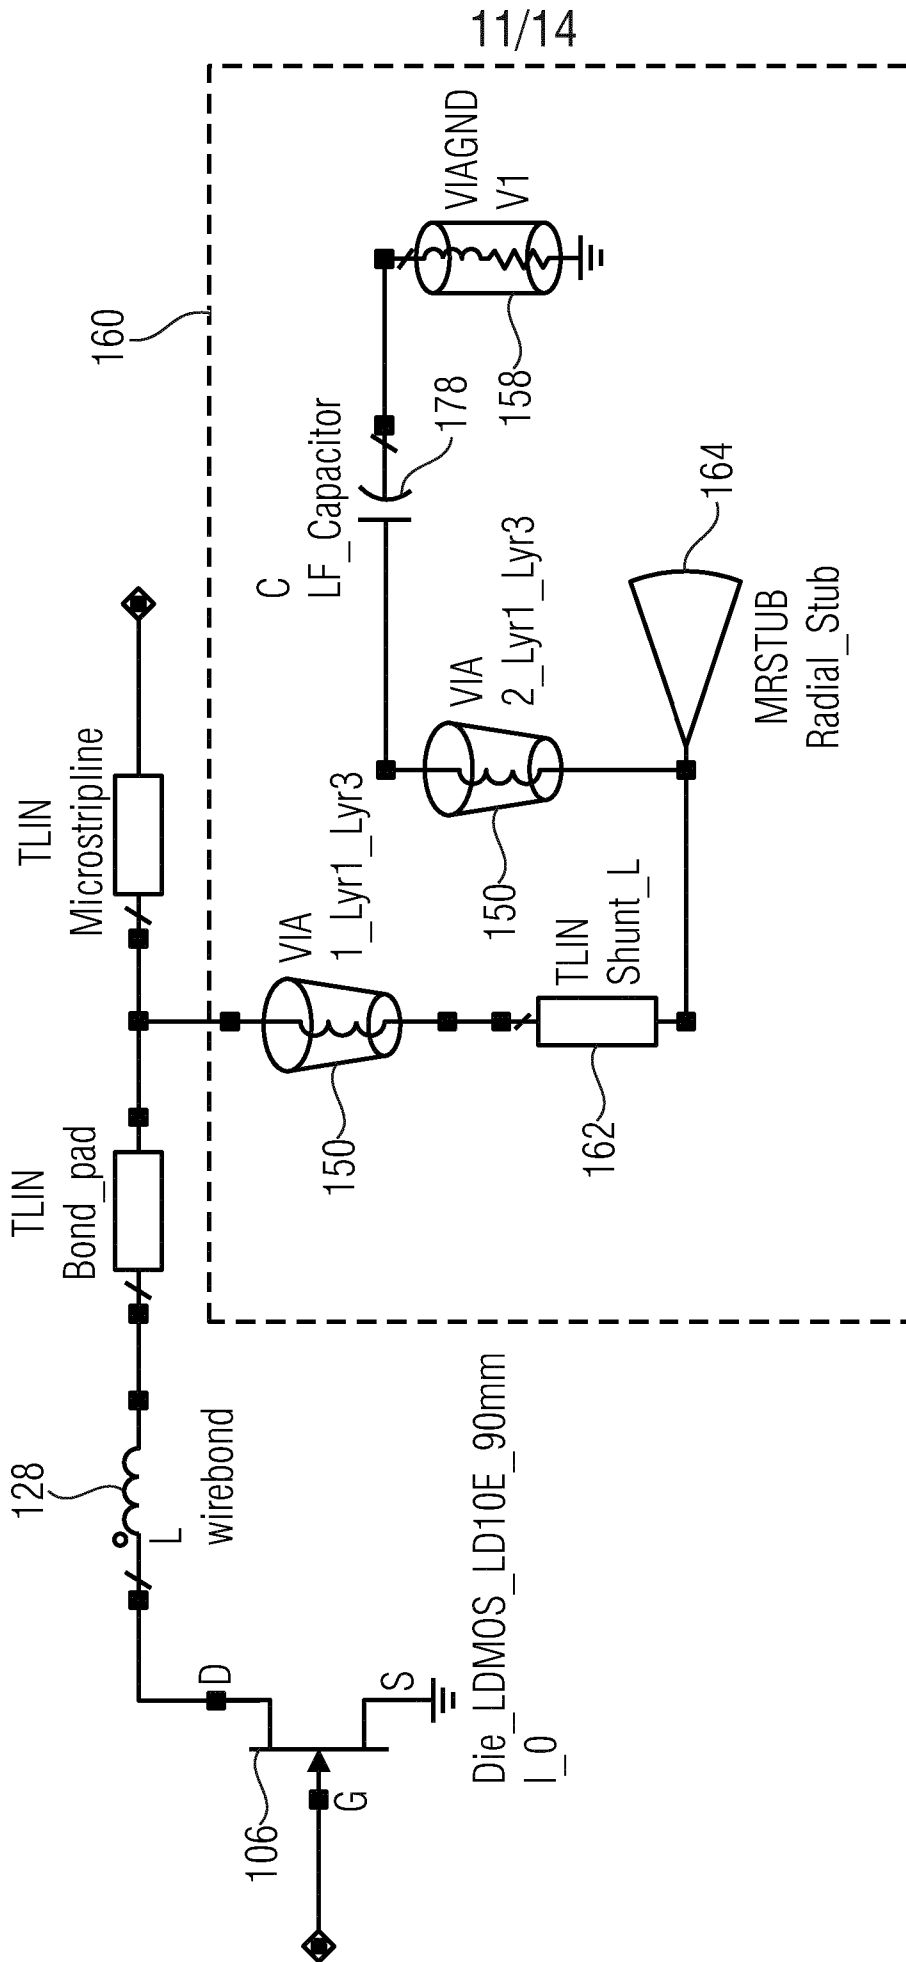 11/14
160
VIAGND
V1
158
178
C
LF_Capacitor
164
MRSTUB
Radial_Stub
VIA
2_Lyr1_Lyr3
150
TLIN
Microstripline
VIA
1_Lyr1_Lyr3
150
TLIN
Shunt_L
162
TLIN
Bond_pad
128
L
wirebond
D
S
G
106
Die_LDMOS_LD10E_90mm
I_0